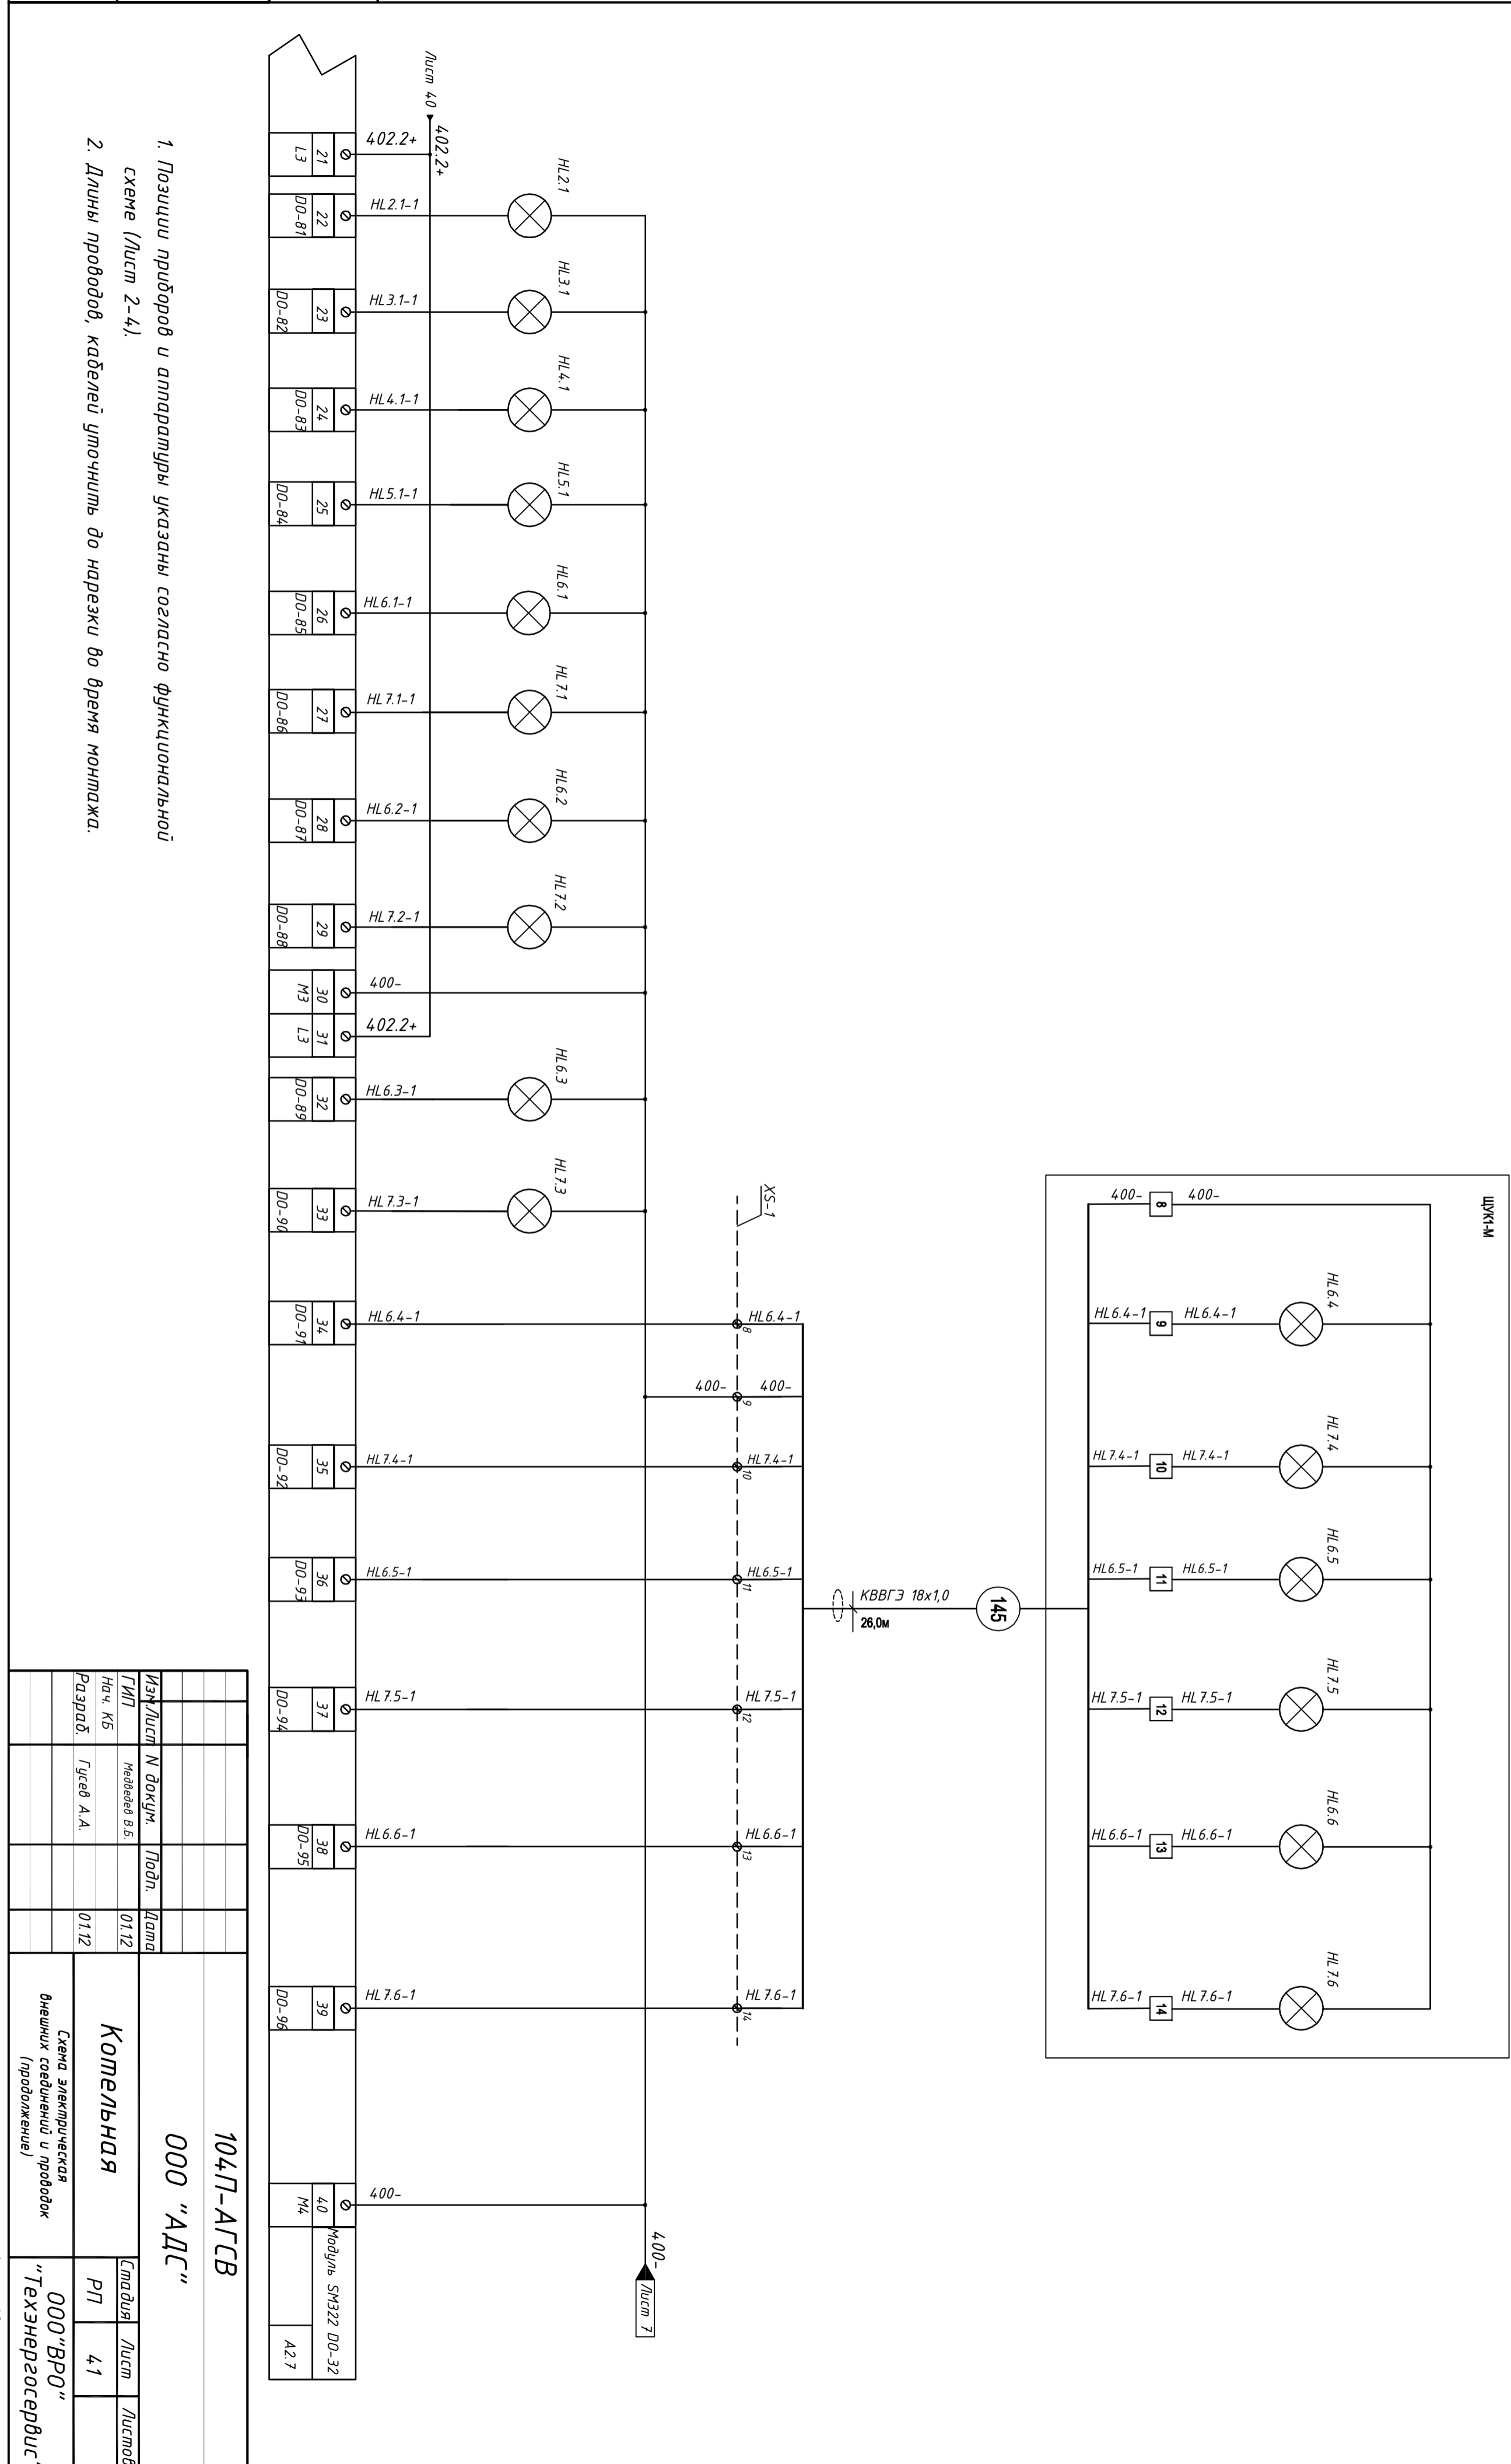 ЩУК1-М
400-
8
400-
HL6.4
HL6.4-1
9
HL6.4-1
HL7.4
HL7.4-1
10
HL7.4-1
HL6.5
HL6.5-1
11
HL6.5-1
HL7.5
HL7.5-1
12
HL7.5-1
HL6.6
HL6.6-1
13
HL6.6-1
HL7.6
HL7.6-1
14
HL7.6-1
145
КВВГЭ 18х1,0
26,0м
XS-1
HL6.4-1
8
400-
400-
9
HL7.4-1
10
HL6.5-1
11
HL7.5-1
12
HL6.6-1
13
HL7.6-1
14
400-
Лист 7
Лист 40
402.2+
HL2.1
HL3.1
HL4.1
HL5.1
HL6.1
HL7.1
HL6.2
HL7.2
HL6.3
HL7.3
402.2+
21
L3
HL2.1-1
22
DO-81
HL3.1-1
23
DO-82
HL4.1-1
24
DO-83
HL5.1-1
25
DO-84
HL6.1-1
26
DO-85
HL7.1-1
27
DO-86
HL6.2-1
28
DO-87
HL7.2-1
29
DO-88
400-
30
M3
402.2+
31
L3
HL6.3-1
32
DO-89
HL7.3-1
33
DO-90
HL6.4-1
34
DO-91
HL7.4-1
35
DO-92
HL6.5-1
36
DO-93
HL7.5-1
37
DO-94
HL6.6-1
38
DO-95
HL7.6-1
39
DO-96
400-
40
M4
Модуль SM322 DO-32
A2.7
1. Позиции приборов и аппаратуры указаны согласно функциональной
схеме (Лист 2-4).
2. Длины проводов, кабелей уточнить до нарезки во время монтажа.
104П-АГСВ
ООО "АДС"
Изм. Лист N докум. Подп. Дата
ГИП Медведев В.Б. 01.12
Нач. КБ
Разраб. Гусев А.А. 01.12
Котельная
Стадия Лист Листов
РП 41
Схема электрическая
внешних соединений и проводок
(продолжение)
ООО"ВРО"
"Техэнергосервис"